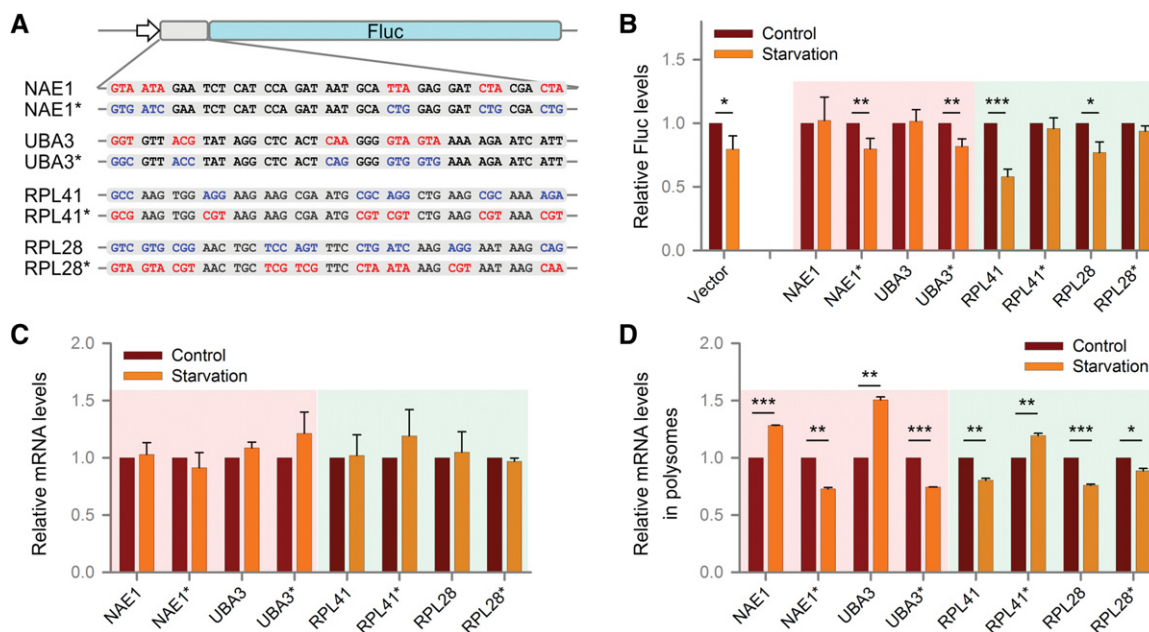 A
Fluc
NAE1 GTA ATA GAA TCT CAT CCA GAT AAT GCA TTA GAG GAT CTA CGA CTA
NAE1* GTG ATC GAA TCT CAT CCA GAT AAT GCA CTG GAG GAT CTG CGA CTG
UBA3 GGT GTT ACG TAT AGG CTC ACT CAA GGG GTA GTA AAA AGA ATC ATT
UBA3* GGC GTT ACC TAT AGG CTC ACT CAG GGG GTG GTG AAA AGA ATC ATT
RPL41 GCC AAG TGG AGG AAG AAG CGA ATG CGC AGG CTG AAG CGC AAA AGA
RPL41* GCG AAG TGG CGT AAG AAG CGA ATG CGT CGT CTG AAG CGT AAA CGT
RPL28 GTC GTG CGG AAC TGC TCC AGT TTC CTG ATC AAG AGG AAT AAG CAG
RPL28* GTA GTA CGT AAC TGC TCG TCG TTC CTA ATA AAG CGT AAT AAG CAA
B
Control
Starvation
Relative Fluc levels
1.5
1.0
0.5
0.0
* ** ** *** *
Vector NAE1 NAE1* UBA3 UBA3* RPL41 RPL41* RPL28 RPL28*
C
Control
Starvation
Relative mRNA levels
2.0
1.5
1.0
0.5
0.0
NAE1 NAE1* UBA3 UBA3* RPL41 RPL41* RPL28 RPL28*
D
Control
Starvation
Relative mRNA levels
in polysomes
2.0
1.5
1.0
0.5
0.0
*** ** ** *** ** ** *** *
NAE1 NAE1* UBA3 UBA3* RPL41 RPL41* RPL28 RPL28*